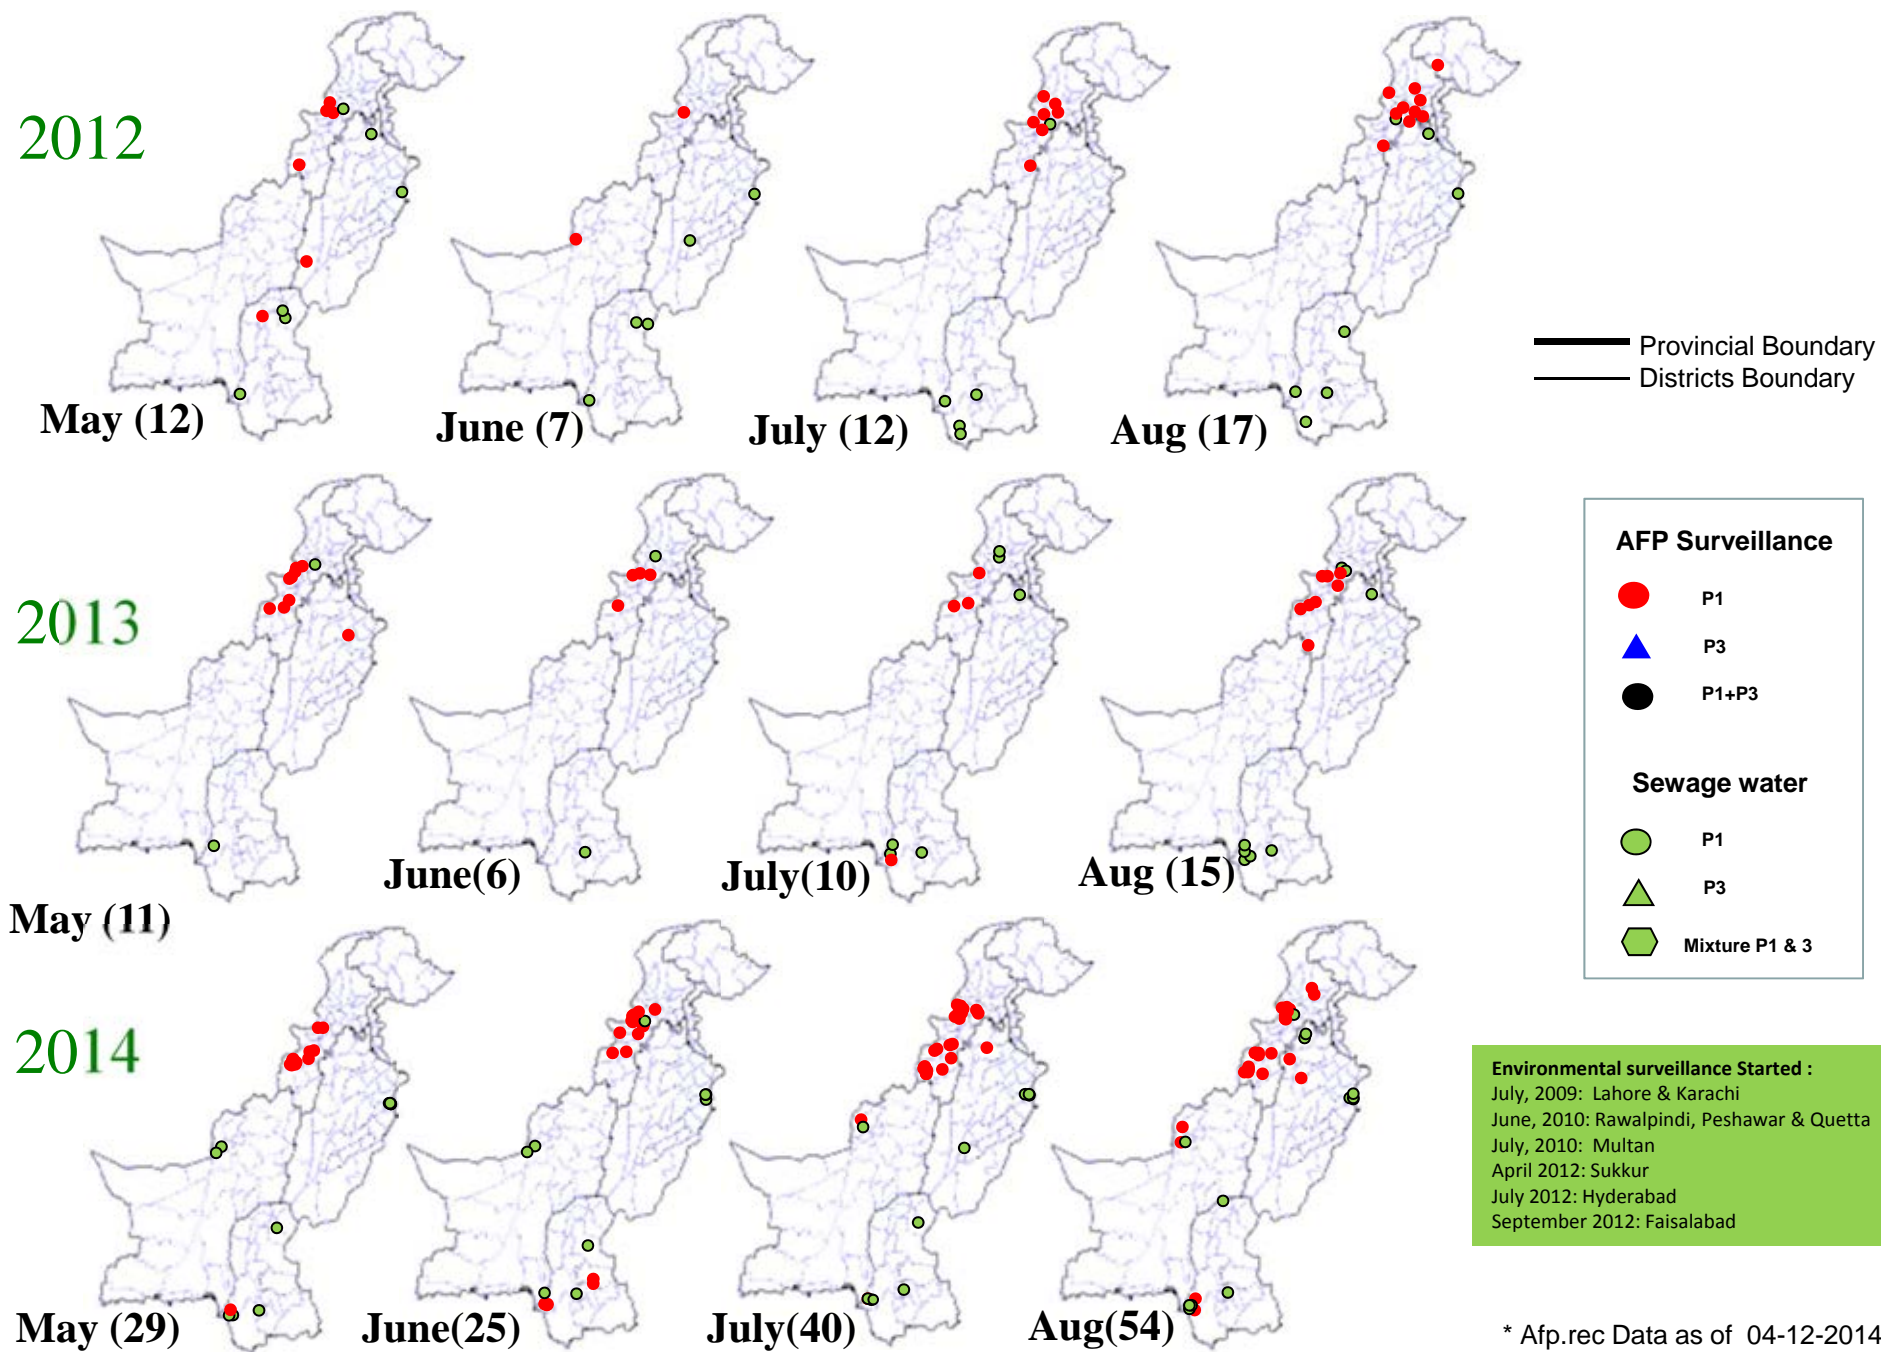 2012
May (12)
June (7)
July (12)
Aug (17)
Provincial Boundary
Districts Boundary
2013
May (11)
June(6)
July(10)
Aug (15)
AFP Surveillance
P1
P3
P1+P3
Sewage water
P1
P3
Mixture P1 & 3
2014
May (29)
June(25)
July(40)
Aug(54)
Environmental surveillance Started :
July, 2009: Lahore & Karachi
June, 2010: Rawalpindi, Peshawar & Quetta
July, 2010: Multan
April 2012: Sukkur
July 2012: Hyderabad
September 2012: Faisalabad
* Afp.rec Data as of 04-12-2014